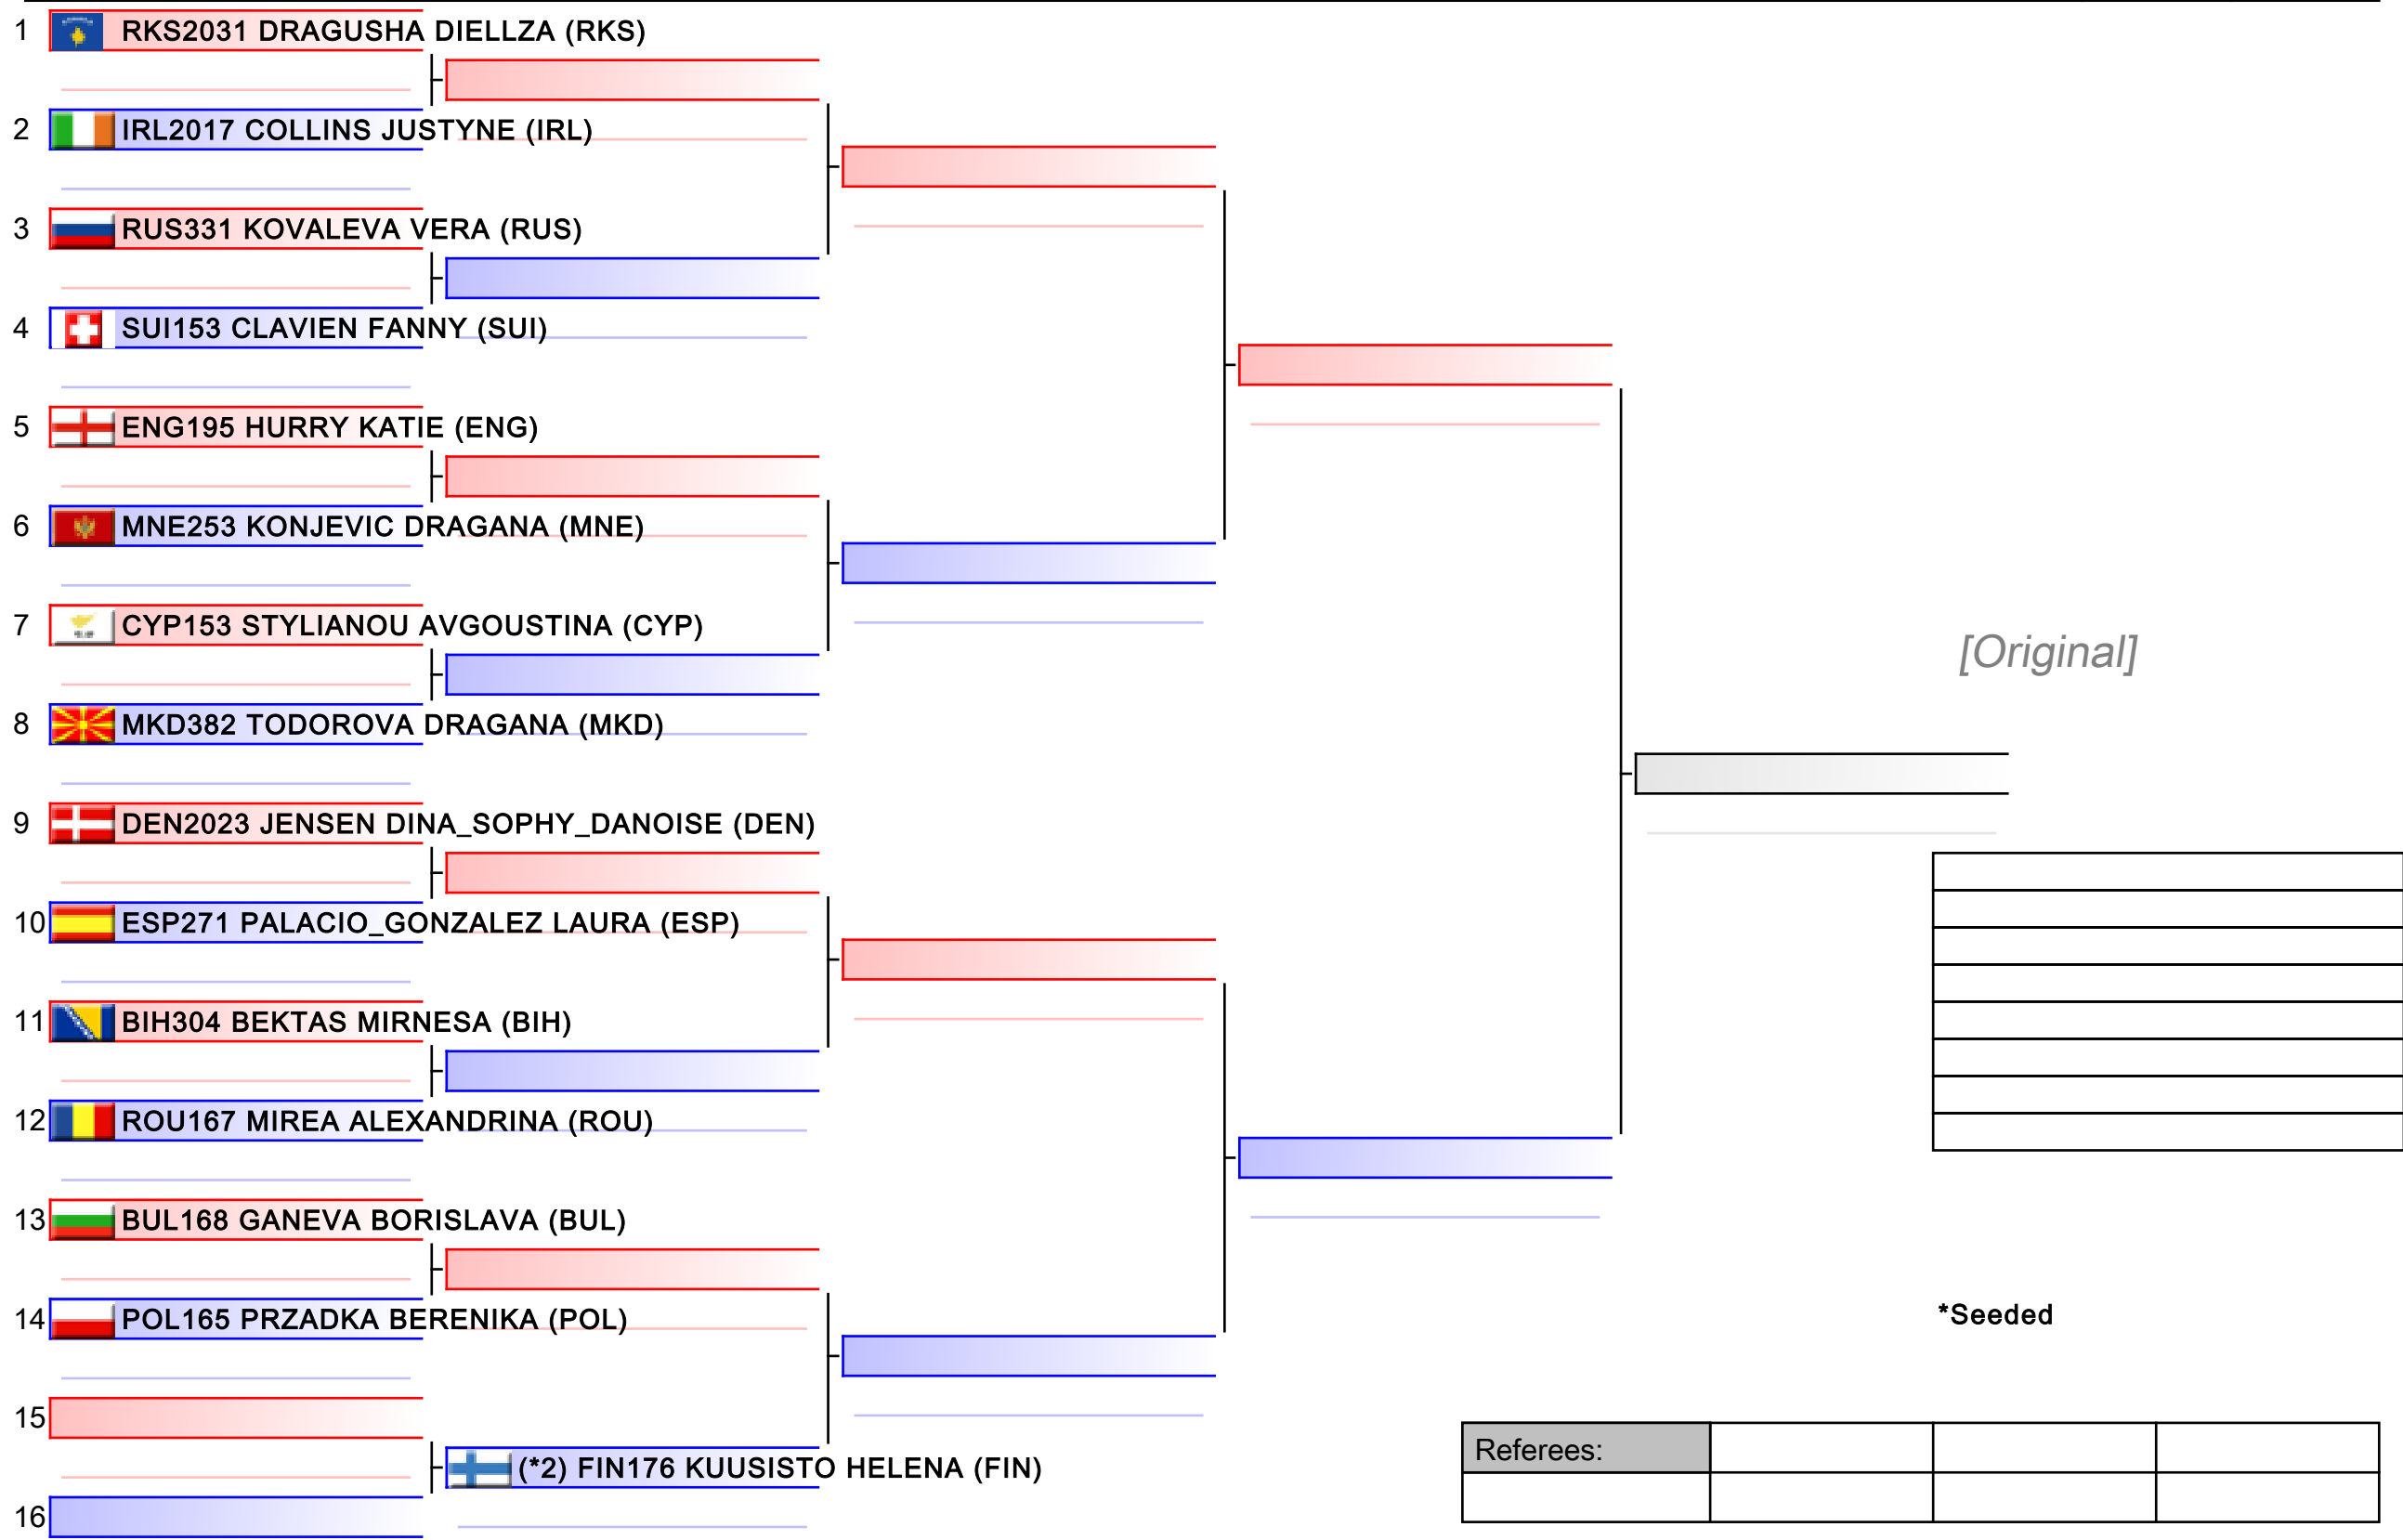 1 RKS2031 DRAGUSHA DIELLZA (RKS)
2 IRL2017 COLLINS JUSTYNE (IRL)
3 RUS331 KOVALEVA VERA (RUS)
4 SUI153 CLAVIEN FANNY (SUI)
5 ENG195 HURRY KATIE (ENG)
6 MNE253 KONJEVIC DRAGANA (MNE)
7 CYP153 STYLIANOU AVGOUSTINA (CYP)
[Original]
8 MKD382 TODOROVA DRAGANA (MKD)
9 DEN2023 JENSEN DINA_SOPHY_DANOISE (DEN)
10 ESP271 PALACIO_GONZALEZ LAURA (ESP)
11 BIH304 BEKTAS MIRNESA (BIH)
12 ROU167 MIREA ALEXANDRINA (ROU)
13 BUL168 GANEVA BORISLAVA (BUL)
14 POL165 PRZADKA BERENIKA (POL)
*Seeded
15
(*2) FIN176 KUUSISTO HELENA (FIN)
Referees:
16